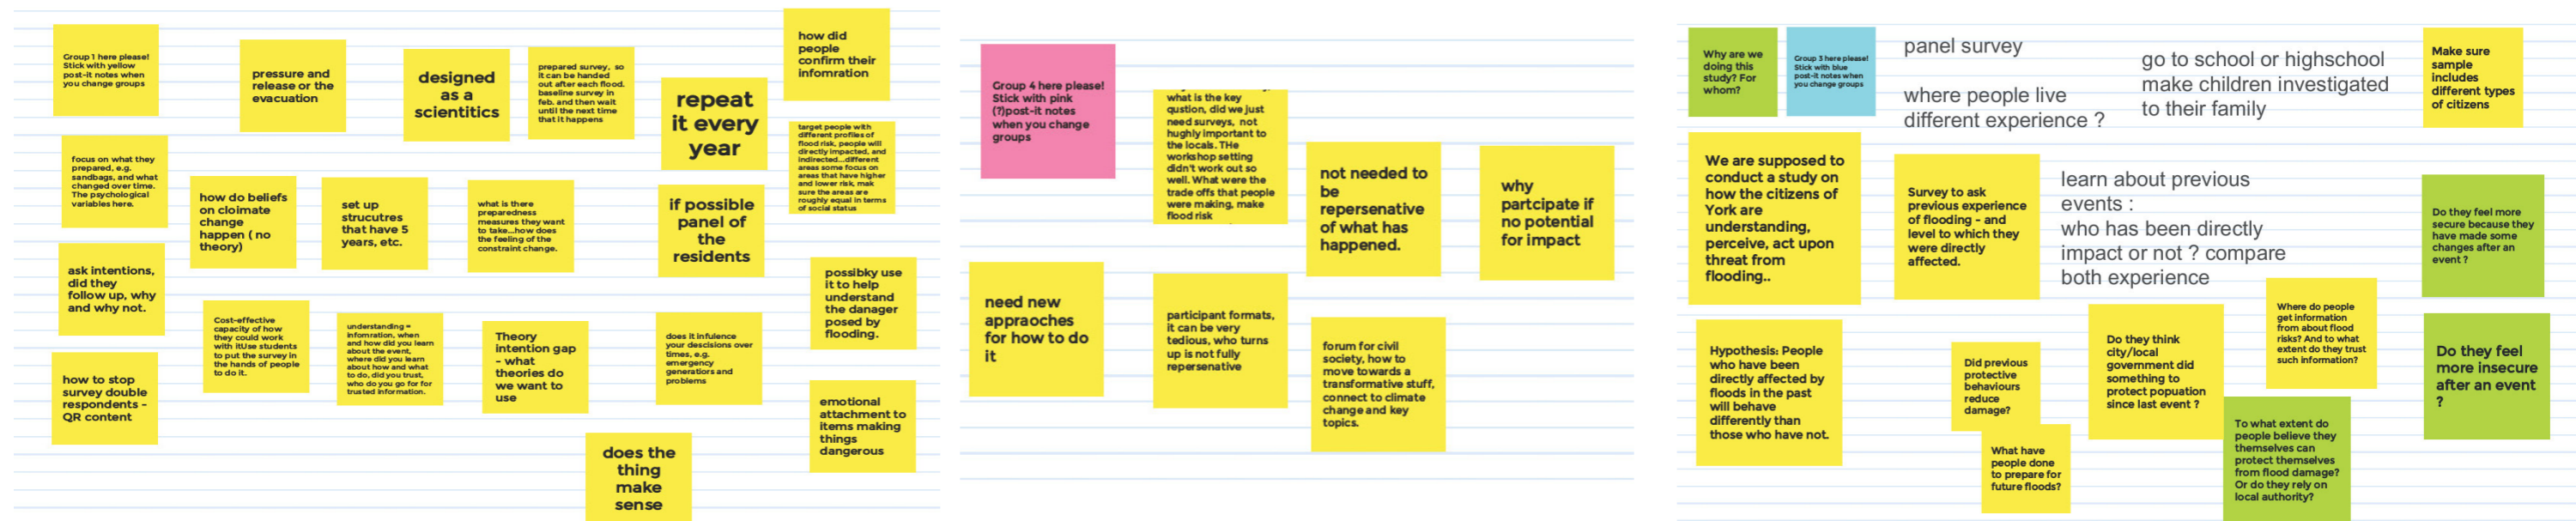 Group 1 here please!
Stick with yellow
post-it notes when
you change groups
pressure and
release or the
evacuation
designed
as a
scientitics
prepared survey, so
it can be handed
out after each flood.
baseline survey in
feb. and then wait
until the next time
that it happens
repeat
it every
year
how did
people
confirm their
infomration
focus on what they
prepared, e.g.
sandbags, and what
changed over time.
The psychological
variables here.
how do beliefs
on cloimate
change
happen ( no
theory)
set up
strucutres
that have 5
years, etc.
what is there
preparedness
measures they want
to take...how does
the feeling of the
constraint change.
if possible
panel of
the
residents
target people with
different profiles of
flood risk, people will
directly impacted, and
indirected...different
areas some focus on
areas that have higher
and lower risk, mak
sure the areas are
roughly equal in terms
of social status
ask intentions,
did they
follow up, why
and why not.
Cost-effective
capacity of how
they could work
with itUse students
to put the survey in
the hands of people
to do it.
understanding =
infomration, when
and how did you learn
about the event,
where did you learn
about how and what
to do, did you trust,
who do you go for for
trusted information.
Theory
intention gap
- what
theories do
we want to
use
does it infulence
your descisions over
times, e.g.
emergency
generatiors and
problems
possibky use
it to help
understand
the danager
posed by
flooding.
how to stop
survey double
respondents -
QR content
does the
thing
make
sense
emotional
attachment to
items making
things
dangerous
Group 4 here please!
Stick with pink
(?)post-it notes
when you change
groups
what is the key
qustion, did we just
need surveys, not
hughly important to
the locals. THe
workshop setting
didn't work out so
well. What were the
trade offs that people
were making, make
flood risk
not needed to
be
repersenative
of what has
happened.
why
partcipate if
no potential
for impact
need new
appraoches
for how to do
it
participant formats,
it can be very
tedious, who turns
up is not fully
repersenative
forum for civil
society, how to
move towards a
transformative stuff,
connect to climate
change and key
topics.
Why are we
doing this
study? For
whom?
Group 3 here please!
Stick with blue
post-it notes when
you change groups
panel survey
where people live
different experience ?
go to school or highschool
make children investigated
to their family
Make sure
sample
includes
different types
of citizens
We are supposed to
conduct a study on
how the citizens of
York are
understanding,
perceive, act upon
threat from
flooding..
Survey to ask
previous experience
of flooding - and
level to which they
were directly
affected.
learn about previous
events :
who has been directly
impact or not ? compare
both experience
Do they feel more
secure because they
have made some
changes after an
event ?
Hypothesis: People
who have been
directly affected by
floods in the past
will behave
differently than
those who have not.
Did previous
protective
behaviours
reduce
damage?
What have
people done
to prepare for
future floods?
Do they think
city/local
government did
something to
protect popuation
since last event ?
Where do people
get information
from about flood
risks? And to what
extent do they trust
such information?
To what extent do
people believe they
themselves can
protect themselves
from flood damage?
Or do they rely on
local authority?
Do they feel
more insecure
after an event
?